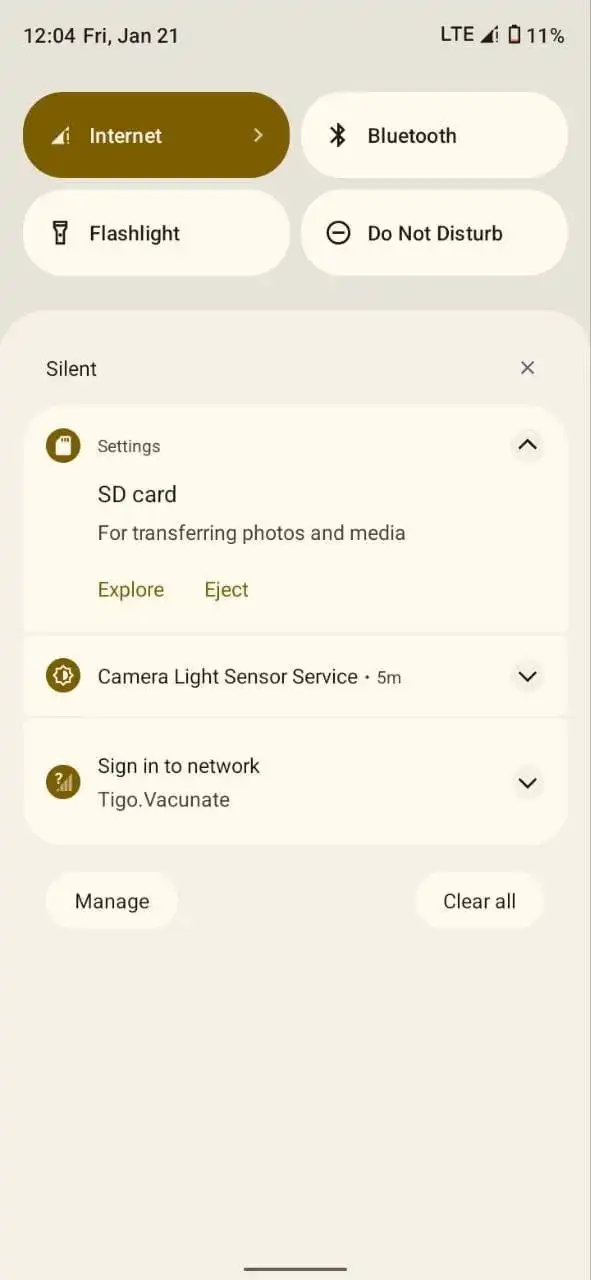 12:04 Fri, Jan 21 LTE 11%
Internet Bluetooth
Flashlight Do Not Disturb
Silent
Settings
SD card
For transferring photos and media
Explore Eject
Camera Light Sensor Service • 5m
Sign in to network
Tigo.Vacunate
Manage Clear all